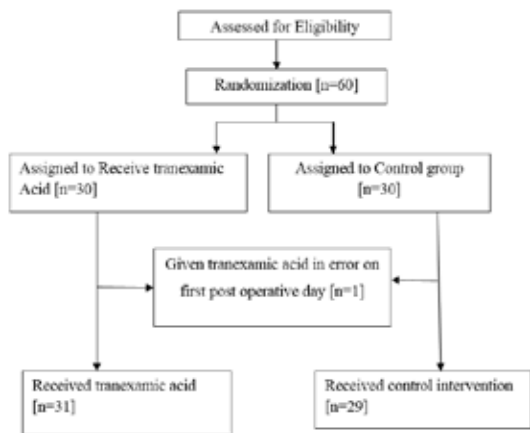 Assessed for Eligibility
Randomization [n=60]
Assigned to Receive tranexamic
Acid [n=30]
Assigned to Control group
[n=30]
Given tranexamic acid in error on
first post operative day [n=1]
Received tranexamic acid
[n=31]
Received control intervention
[n=29]